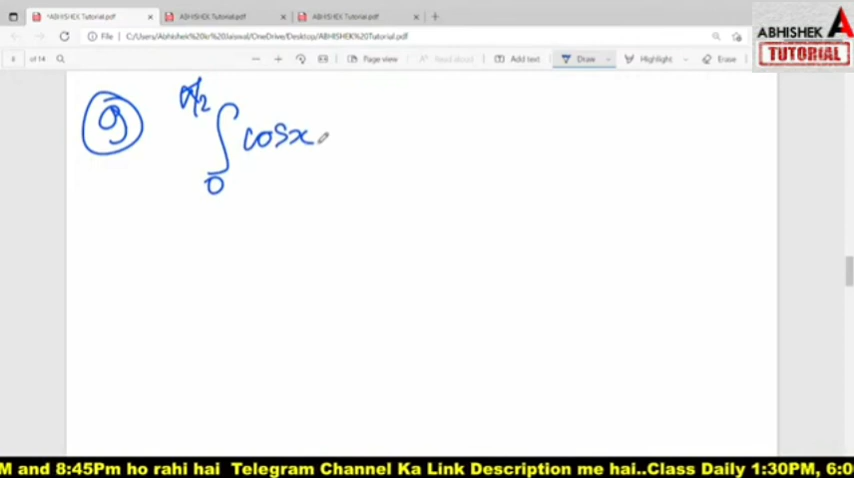 *ABHISHEK Tutorial.pdf
ABHISHEK Tutorial.pdf
ABHISHEK Tutorial.pdf
File
C:/Users/Abhishek%20kr%20Jaiswal/OneDrive/Desktop/ABHISHEK%20Tutorial.pdf
of 14
Page view
Read aloud
Add text
Draw
Highlight
Erase
ABHISHEK A
TUTORIAL
π/2
∫ cosx
0
M and 8:45Pm ho rahi hai Telegram Channel Ka Link Description me hai..Class Daily 1:30PM, 6:0